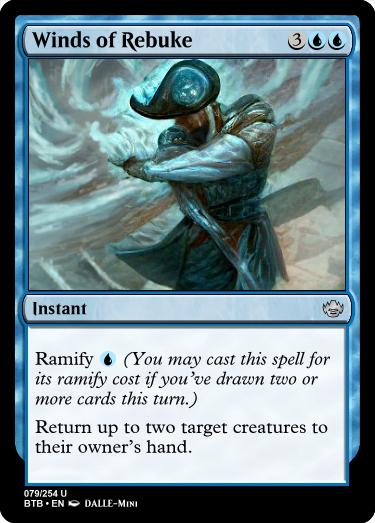 Winds of Rebuke 3
Instant
Ramify (You may cast this spell for
its ramify cost if you've drawn two or
more cards this turn.)
Return up to two target creatures to
their owner's hand.
079/254 U
BTB • EN DALLE-Mini